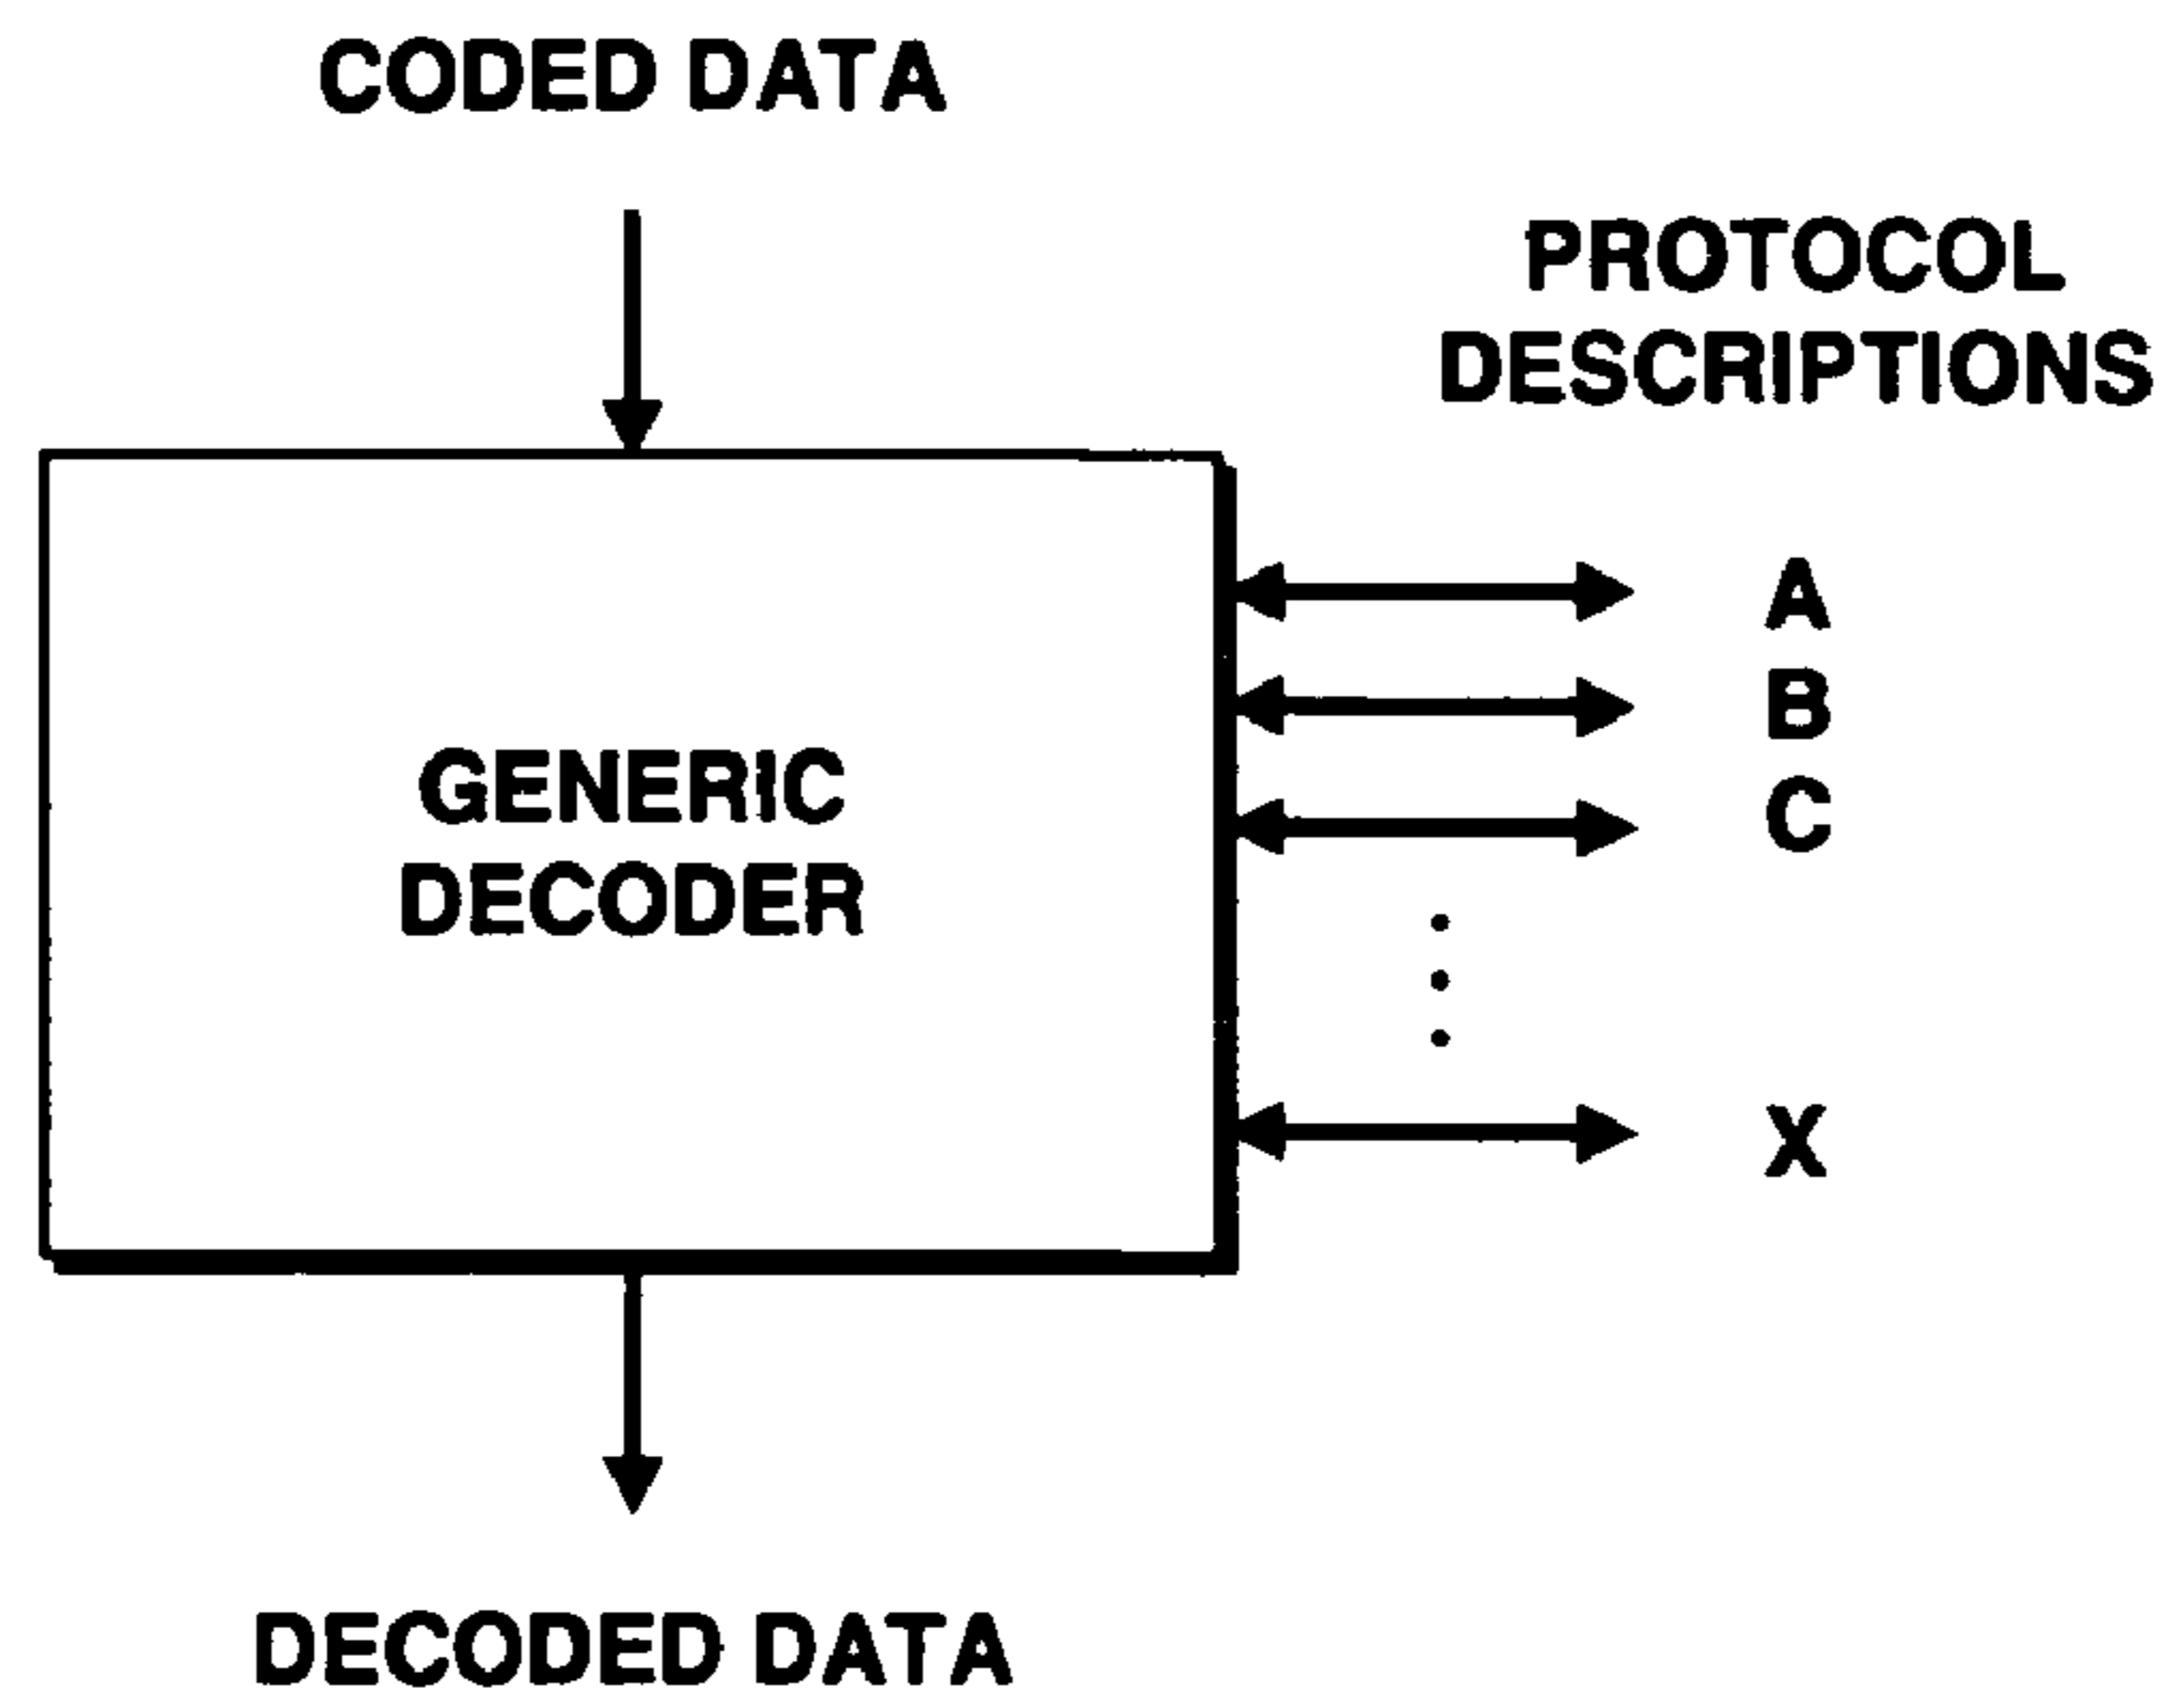 CODED DATA
PROTOCOL
DESCRIPTIONS
A
B
C
X
GENERIC
DECODER
DECODED DATA